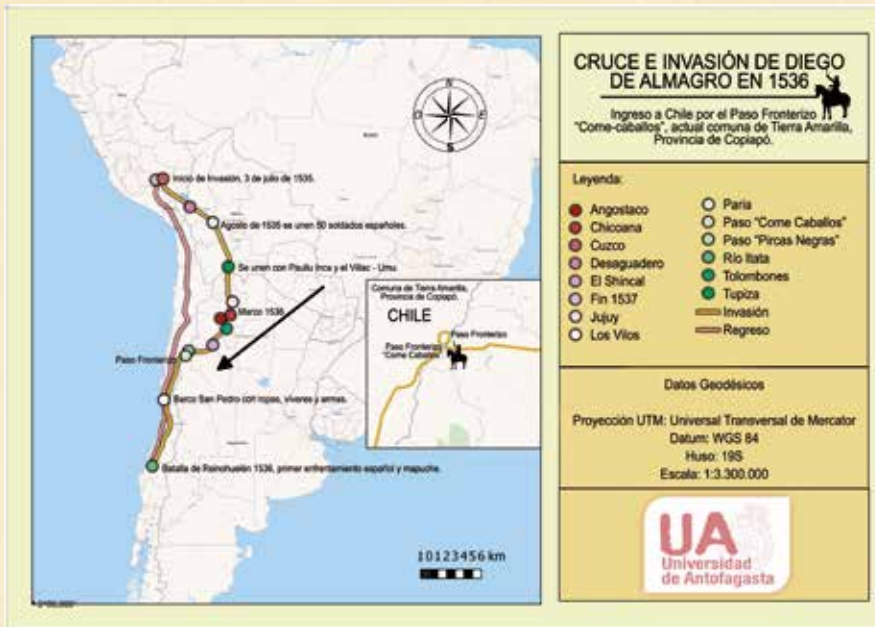 CRUCE E INVASIÓN DE DIEGO
DE ALMAGRO EN 1536
Ingreso a Chile por el Paso Fronterizo
"Come-caballos", actual comuna de Tierra Amarilla,
Provincia de Copiapó.
Leyenda:
Angostaco
Chicoana
Cuzco
Desaguadero
El Shincal
Fin 1537
Jujuy
Los Vilos
Paria
Paso "Come Caballos"
Paso "Pircas Negras"
Río Itata
Tolombones
Tupiza
Invasión
Regreso
Datos Geodésicos
Proyección UTM: Universal Transversal de Mercator
Datum: WGS 84
Huso: 19S
Escala: 1:3.300.000
UA
Universidad
de Antofagasta
N
O
E
S
Inicio de Invasión, 3 de julio de 1535.
Agosto de 1535 se unen 50 soldados españoles.
Se unen con Paullu Inca y el Villac - Umu.
Marzo 1536
Paso Fronterizo
Barco San Pedro con ropas, víveres y armas.
Batalla de Reinohuelén 1536, primer enfrentamiento español y mapuche.
Comuna de Tierra Amarilla,
Provincia de Copiapó.
CHILE
Paso Fronterizo
Paso Fronterizo
"Come Caballos"
10123456 km